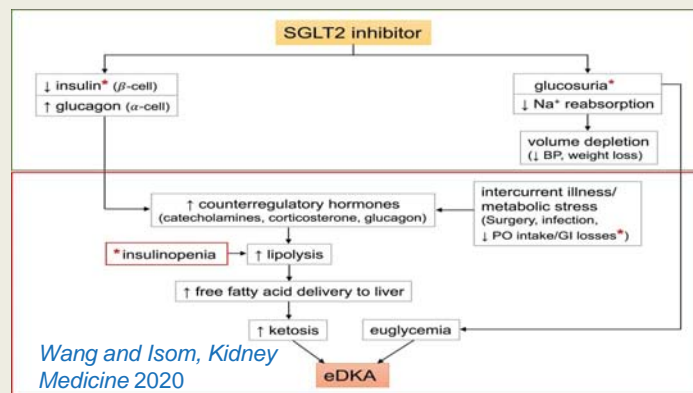 SGLT2 inhibitor
↓ insulin* (β-cell)
↑ glucagon (α-cell)
glucosuria*
↓ Na⁺ reabsorption
volume depletion
(↓ BP, weight loss)
↑ counterregulatory hormones
(catecholamines, corticosterone, glucagon)
intercurrent illness/
metabolic stress
(Surgery, infection,
↓ PO intake/GI losses*)
*insulinopenia
↑ lipolysis
↑ free fatty acid delivery to liver
↑ ketosis
euglycemia
Wang and Isom, Kidney
Medicine 2020
eDKA